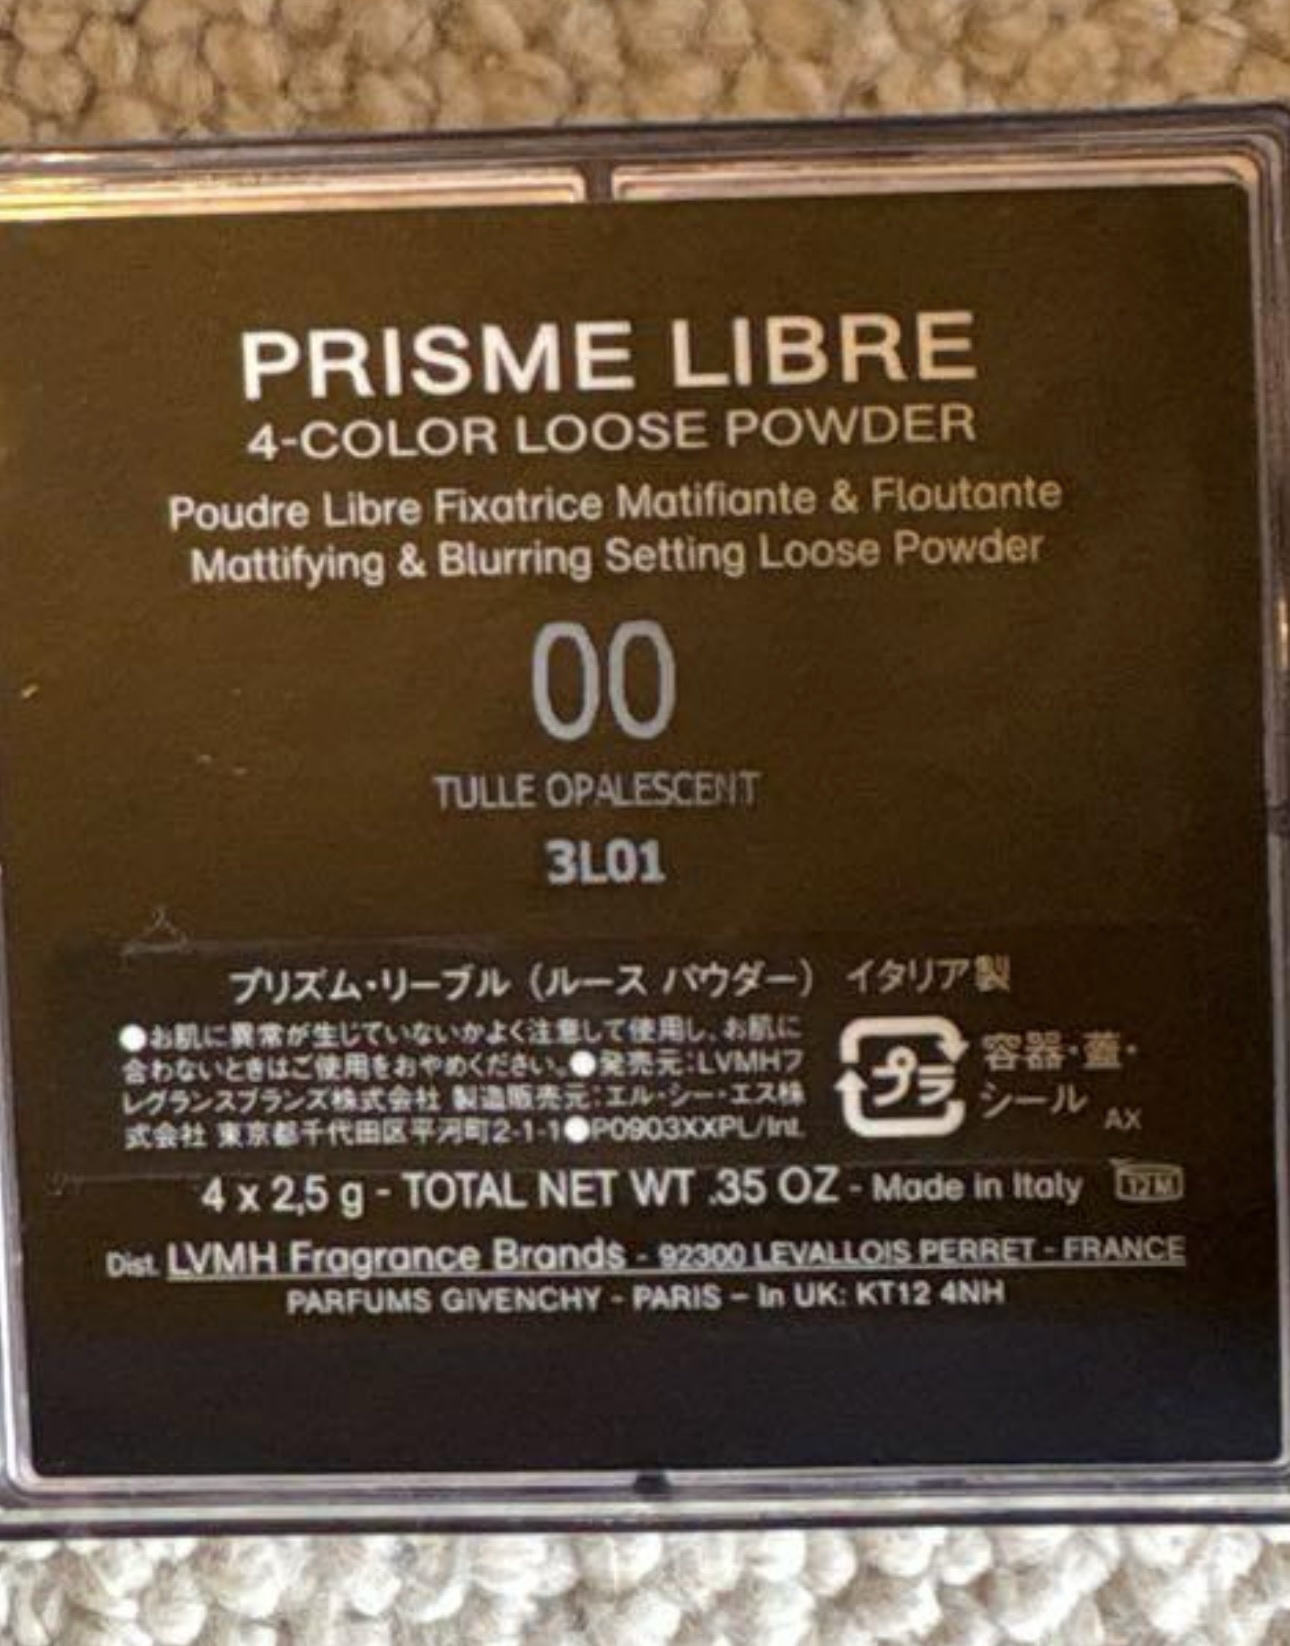 PRISME LIBRE
4-COLOR LOOSE POWDER
Poudre Libre Fixatrice Matifiante & Floutante
Mattifying & Blurring Setting Loose Powder
00
TULLE OPALESCENT
3L01
プリズム・リーブル（ルース パウダー） イタリア製
●お肌に異常が生じていないかよく注意して使用し、お肌に
合わないときはご使用をおやめください。●発売元：LVMHフ
レグランスブランズ株式会社 製造販売元：エル・シー・エス株
式会社 東京都千代田区平河町2-1-1●P0903XXPL/Int.
プラ
容器・蓋・
シール AX
4 x 2,5 g - TOTAL NET WT .35 OZ - Made in Italy 12M
Dist. LVMH Fragrance Brands - 92300 LEVALLOIS PERRET - FRANCE
PARFUMS GIVENCHY - PARIS – In UK: KT12 4NH